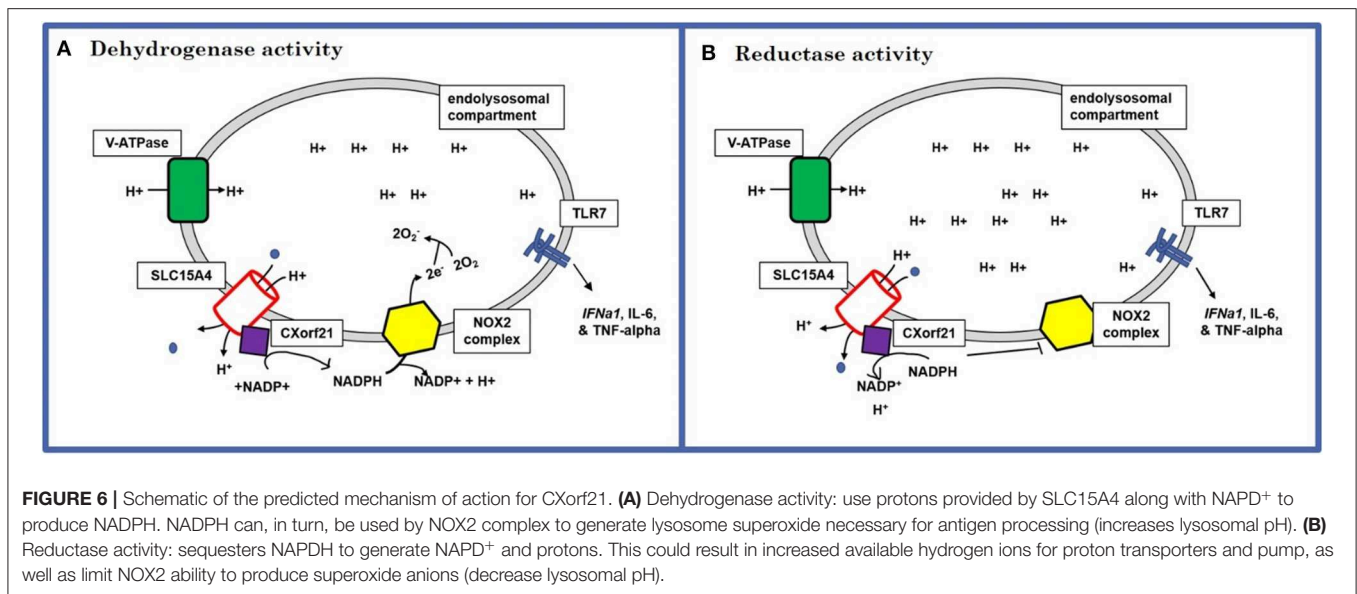 A Dehydrogenase activity
endolysosomal
compartment
V-ATPase
H+ H+ H+ H+
H+ H+
H+ H+ H+
TLR7
2O2-
2e- 2O2
SLC15A4
H+
IFNa1, IL-6,
& TNF-alpha
NOX2
complex
CXorf21
H+
+NADP+
NADPH
NADP+ + H+
B Reductase activity
endolysosomal
compartment
V-ATPase
H+ H+ H+ H+
H+ H+
H+ H+ H+
TLR7
H+ H+ H+ H+
SLC15A4
H+
H+ H+ H+
IFNa1, IL-6,
& TNF-alpha
NOX2
complex
H+
CXorf21
NADPH
NADP+
H+
FIGURE 6 | Schematic of the predicted mechanism of action for CXorf21. (A) Dehydrogenase activity: use protons provided by SLC15A4 along with NAPD+ to
produce NADPH. NADPH can, in turn, be used by NOX2 complex to generate lysosome superoxide necessary for antigen processing (increases lysosomal pH). (B)
Reductase activity: sequesters NAPDH to generate NAPD+ and protons. This could result in increased available hydrogen ions for proton transporters and pump, as
well as limit NOX2 ability to produce superoxide anions (decrease lysosomal pH).